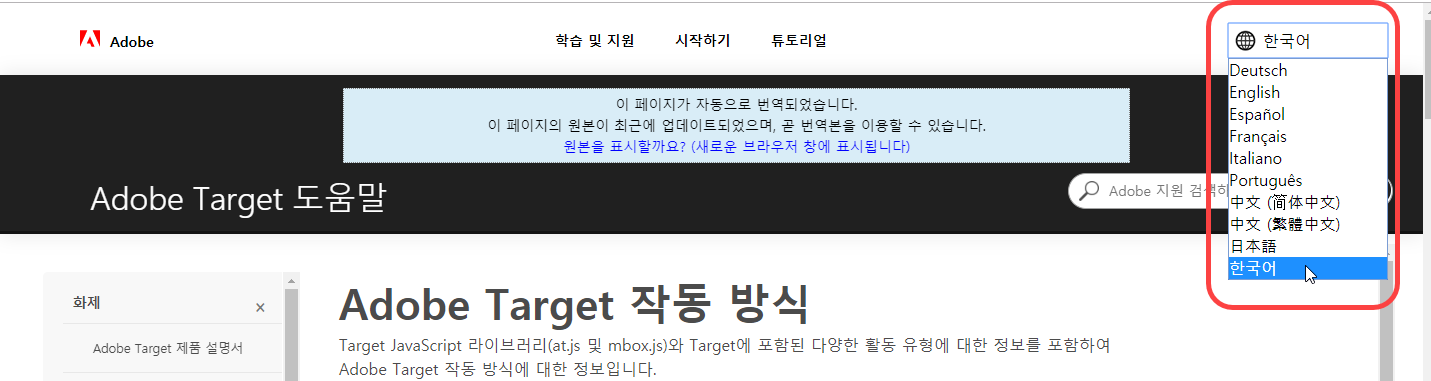 Adobe
학습 및 지원
시작하기
튜토리얼
한국어
Deutsch
English
Español
Français
Italiano
Português
中文 (简体中文)
中文 (繁體中文)
日本語
한국어
이 페이지가 자동으로 번역되었습니다.
이 페이지의 원본이 최근에 업데이트되었으며, 곧 번역본을 이용할 수 있습니다.
원본을 표시할까요? (새로운 브라우저 창에 표시됩니다)
Adobe Target 도움말
Adobe 지원 검색하
화제
×
Adobe Target 제품 설명서
Adobe Target 작동 방식
Target JavaScript 라이브러리(at.js 및 mbox.js)와 Target에 포함된 다양한 활동 유형에 대한 정보를 포함하여
Adobe Target 작동 방식에 대한 정보입니다.